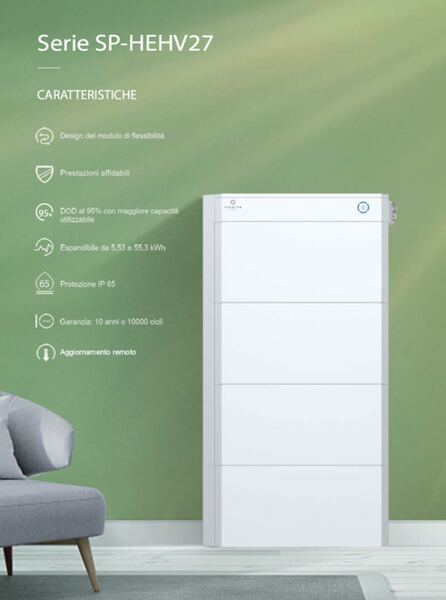 Serie SP-HEHV27
CARATTERISTICHE
Design del modulo di flessibilità
Prestazioni affidabili
95%
DOD al 95% con maggiore capacità
utilizzabile
Espandibile da 5,53 a 55,3 kWh
65
Protezione IP 65
Garanzia: 10 anni o 10000 cicli
Aggiornamento remoto